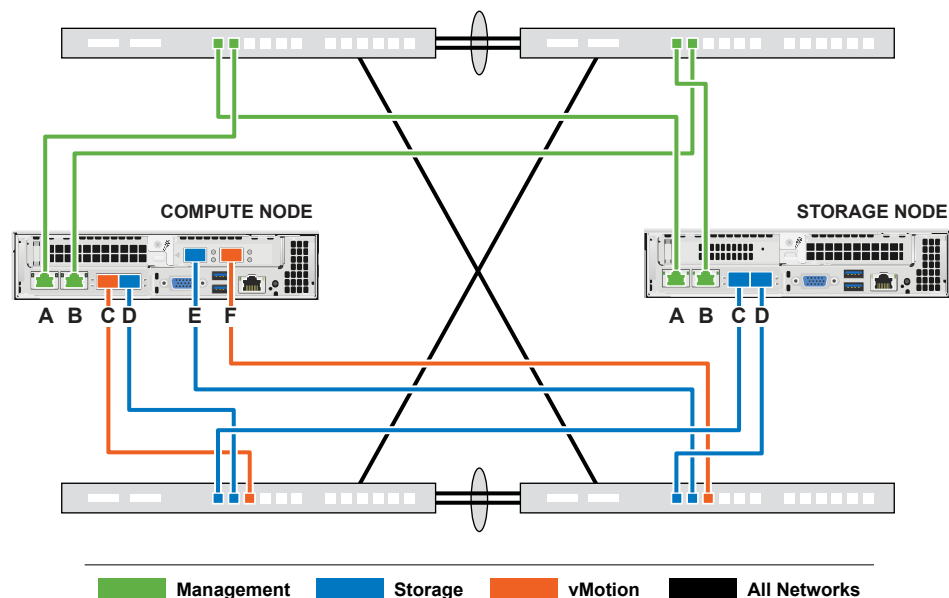 COMPUTE NODE
STORAGE NODE
A B C D E F
A B C D
Management Storage vMotion All Networks